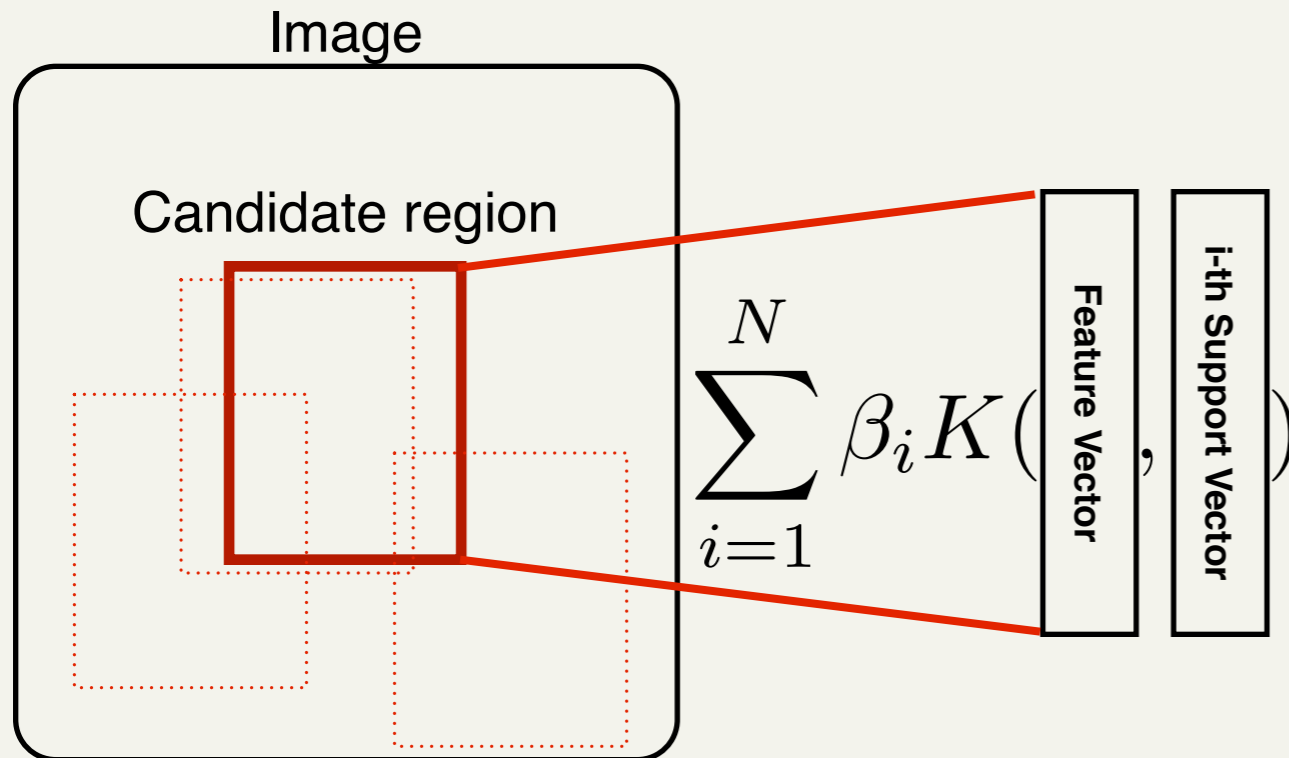 Image
Candidate region
N
∑ β_i K( Feature Vector , i-th Support Vector )
i=1